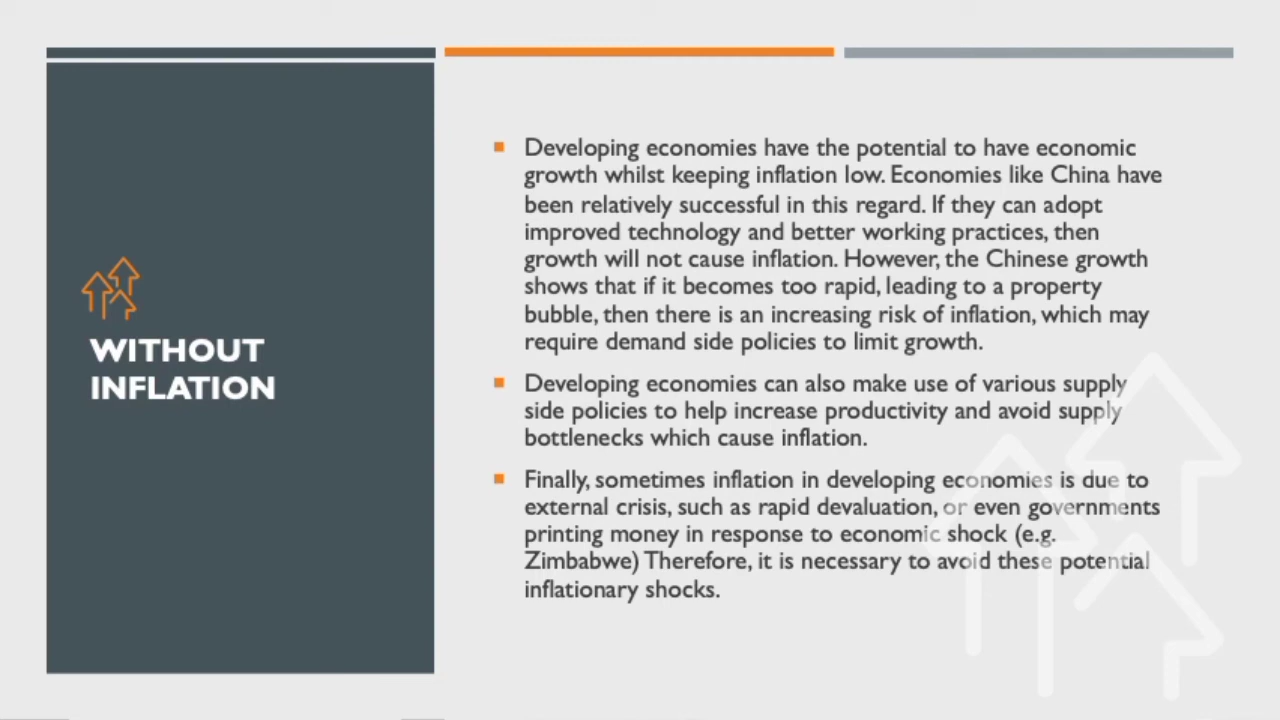 WITHOUT
INFLATION
Developing economies have the potential to have economic
growth whilst keeping inflation low. Economies like China have
been relatively successful in this regard. If they can adopt
improved technology and better working practices, then
growth will not cause inflation. However, the Chinese growth
shows that if it becomes too rapid, leading to a property
bubble, then there is an increasing risk of inflation, which may
require demand side policies to limit growth.
Developing economies can also make use of various supply
side policies to help increase productivity and avoid supply
bottlenecks which cause inflation.
Finally, sometimes inflation in developing economies is due to
external crisis, such as rapid devaluation, or even governments
printing money in response to economic shock (e.g.
Zimbabwe) Therefore, it is necessary to avoid these potential
inflationary shocks.